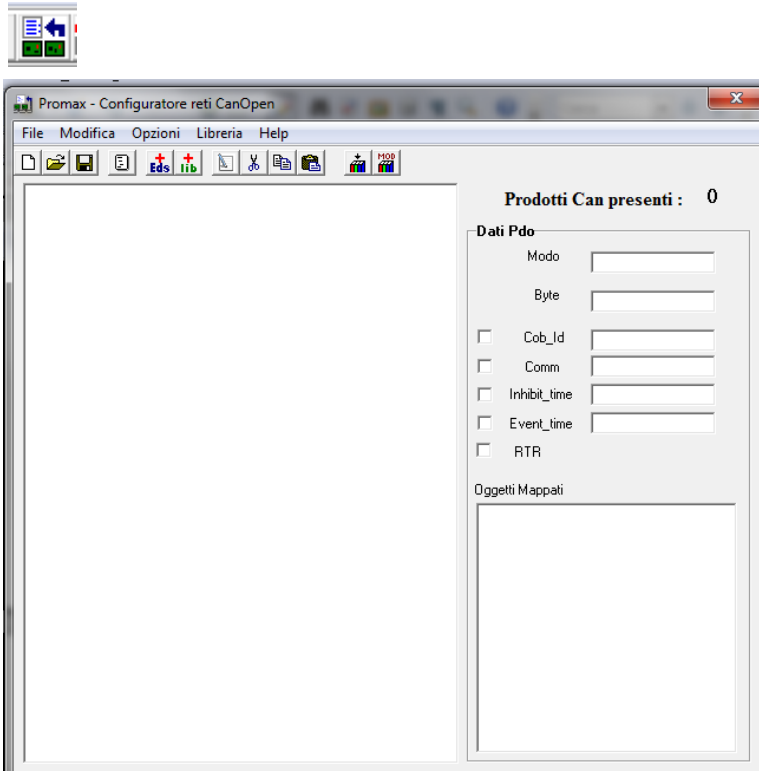 Promax - Configuratore reti CanOpen
File Modifica Opzioni Libreria Help
Eds lib MOD
Prodotti Can presenti : 0
Dati Pdo
Modo
Byte
Cob_Id
Comm
Inhibit_time
Event_time
RTR
Oggetti Mappati